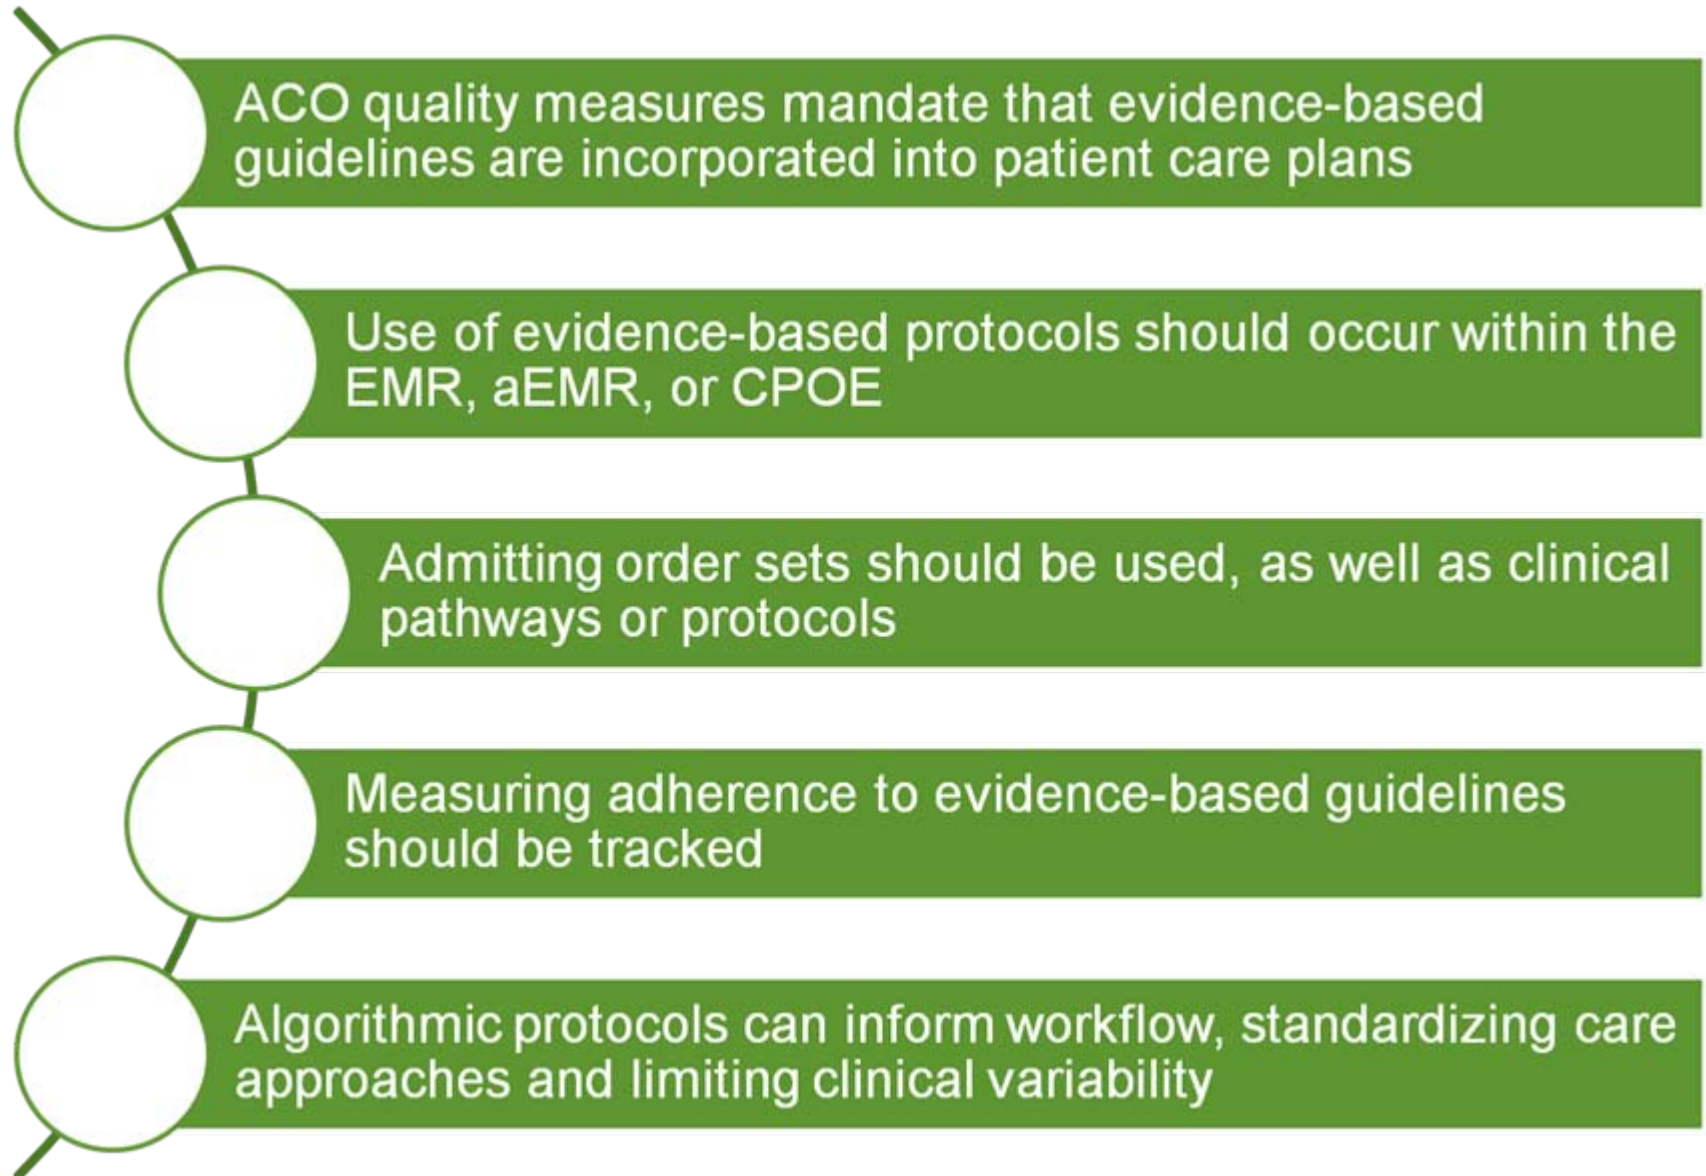 ACO quality measures mandate that evidence-based
guidelines are incorporated into patient care plans
Use of evidence-based protocols should occur within the
EMR, aEMR, or CPOE
Admitting order sets should be used, as well as clinical
pathways or protocols
Measuring adherence to evidence-based guidelines
should be tracked
Algorithmic protocols can inform workflow, standardizing care
approaches and limiting clinical variability